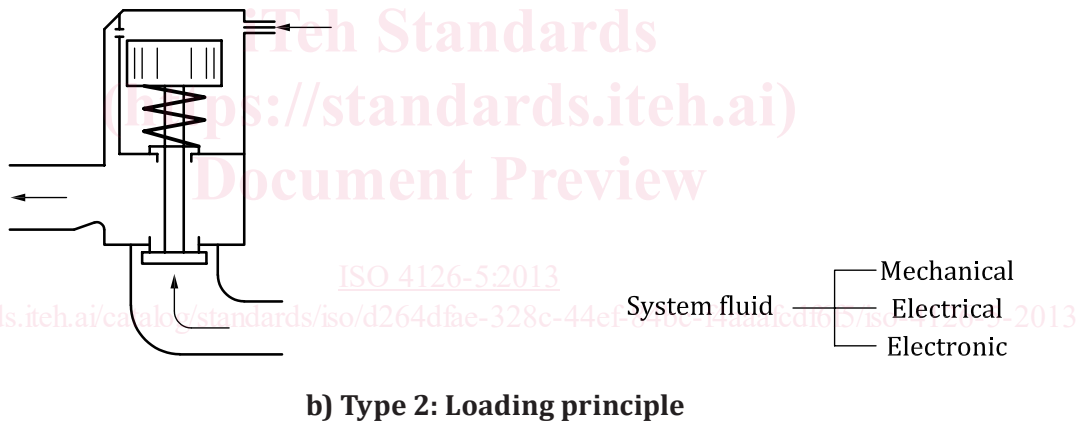 iTeh Standards
(https://standards.iteh.ai)
Document Preview
ISO 4126-5:2013
Mechanical
System fluid
Electrical
Electronic
b) Type 2: Loading principle